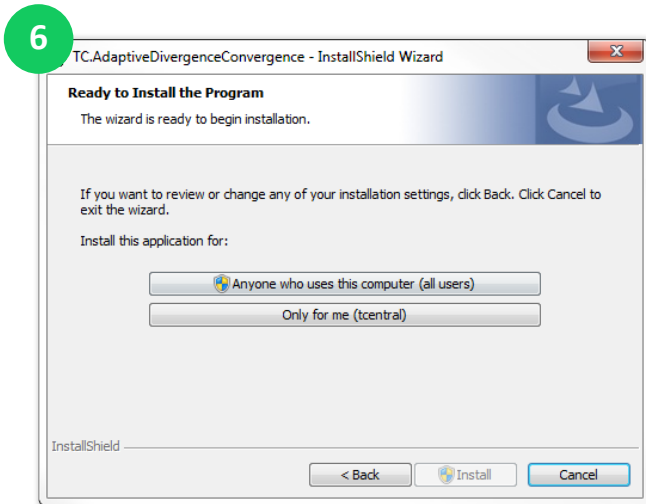 6
TC.AdaptiveDivergenceConvergence - InstallShield Wizard
Ready to Install the Program
The wizard is ready to begin installation.
If you want to review or change any of your installation settings, click Back. Click Cancel to
exit the wizard.
Install this application for:
Anyone who uses this computer (all users)
Only for me (tcentral)
InstallShield
< Back
Install
Cancel